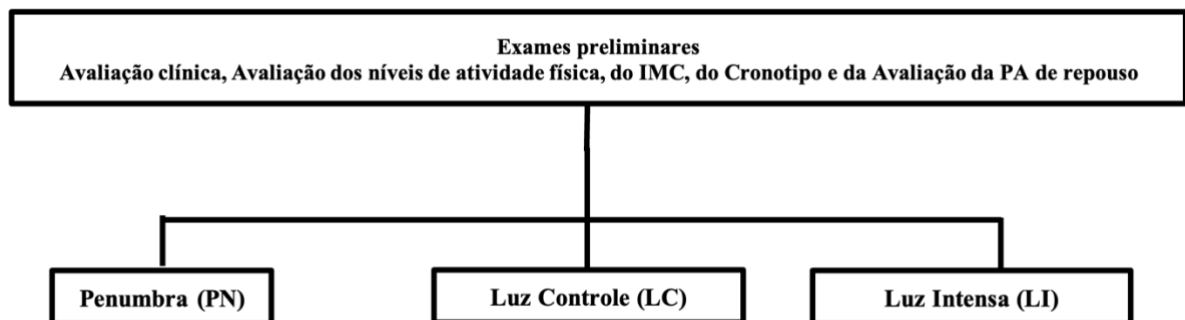 Exames preliminares
Avaliação clínica, Avaliação dos níveis de atividade física, do IMC, do Cronotipo e da Avaliação da PA de repouso
Penumbra (PN)
Luz Controle (LC)
Luz Intensa (LI)